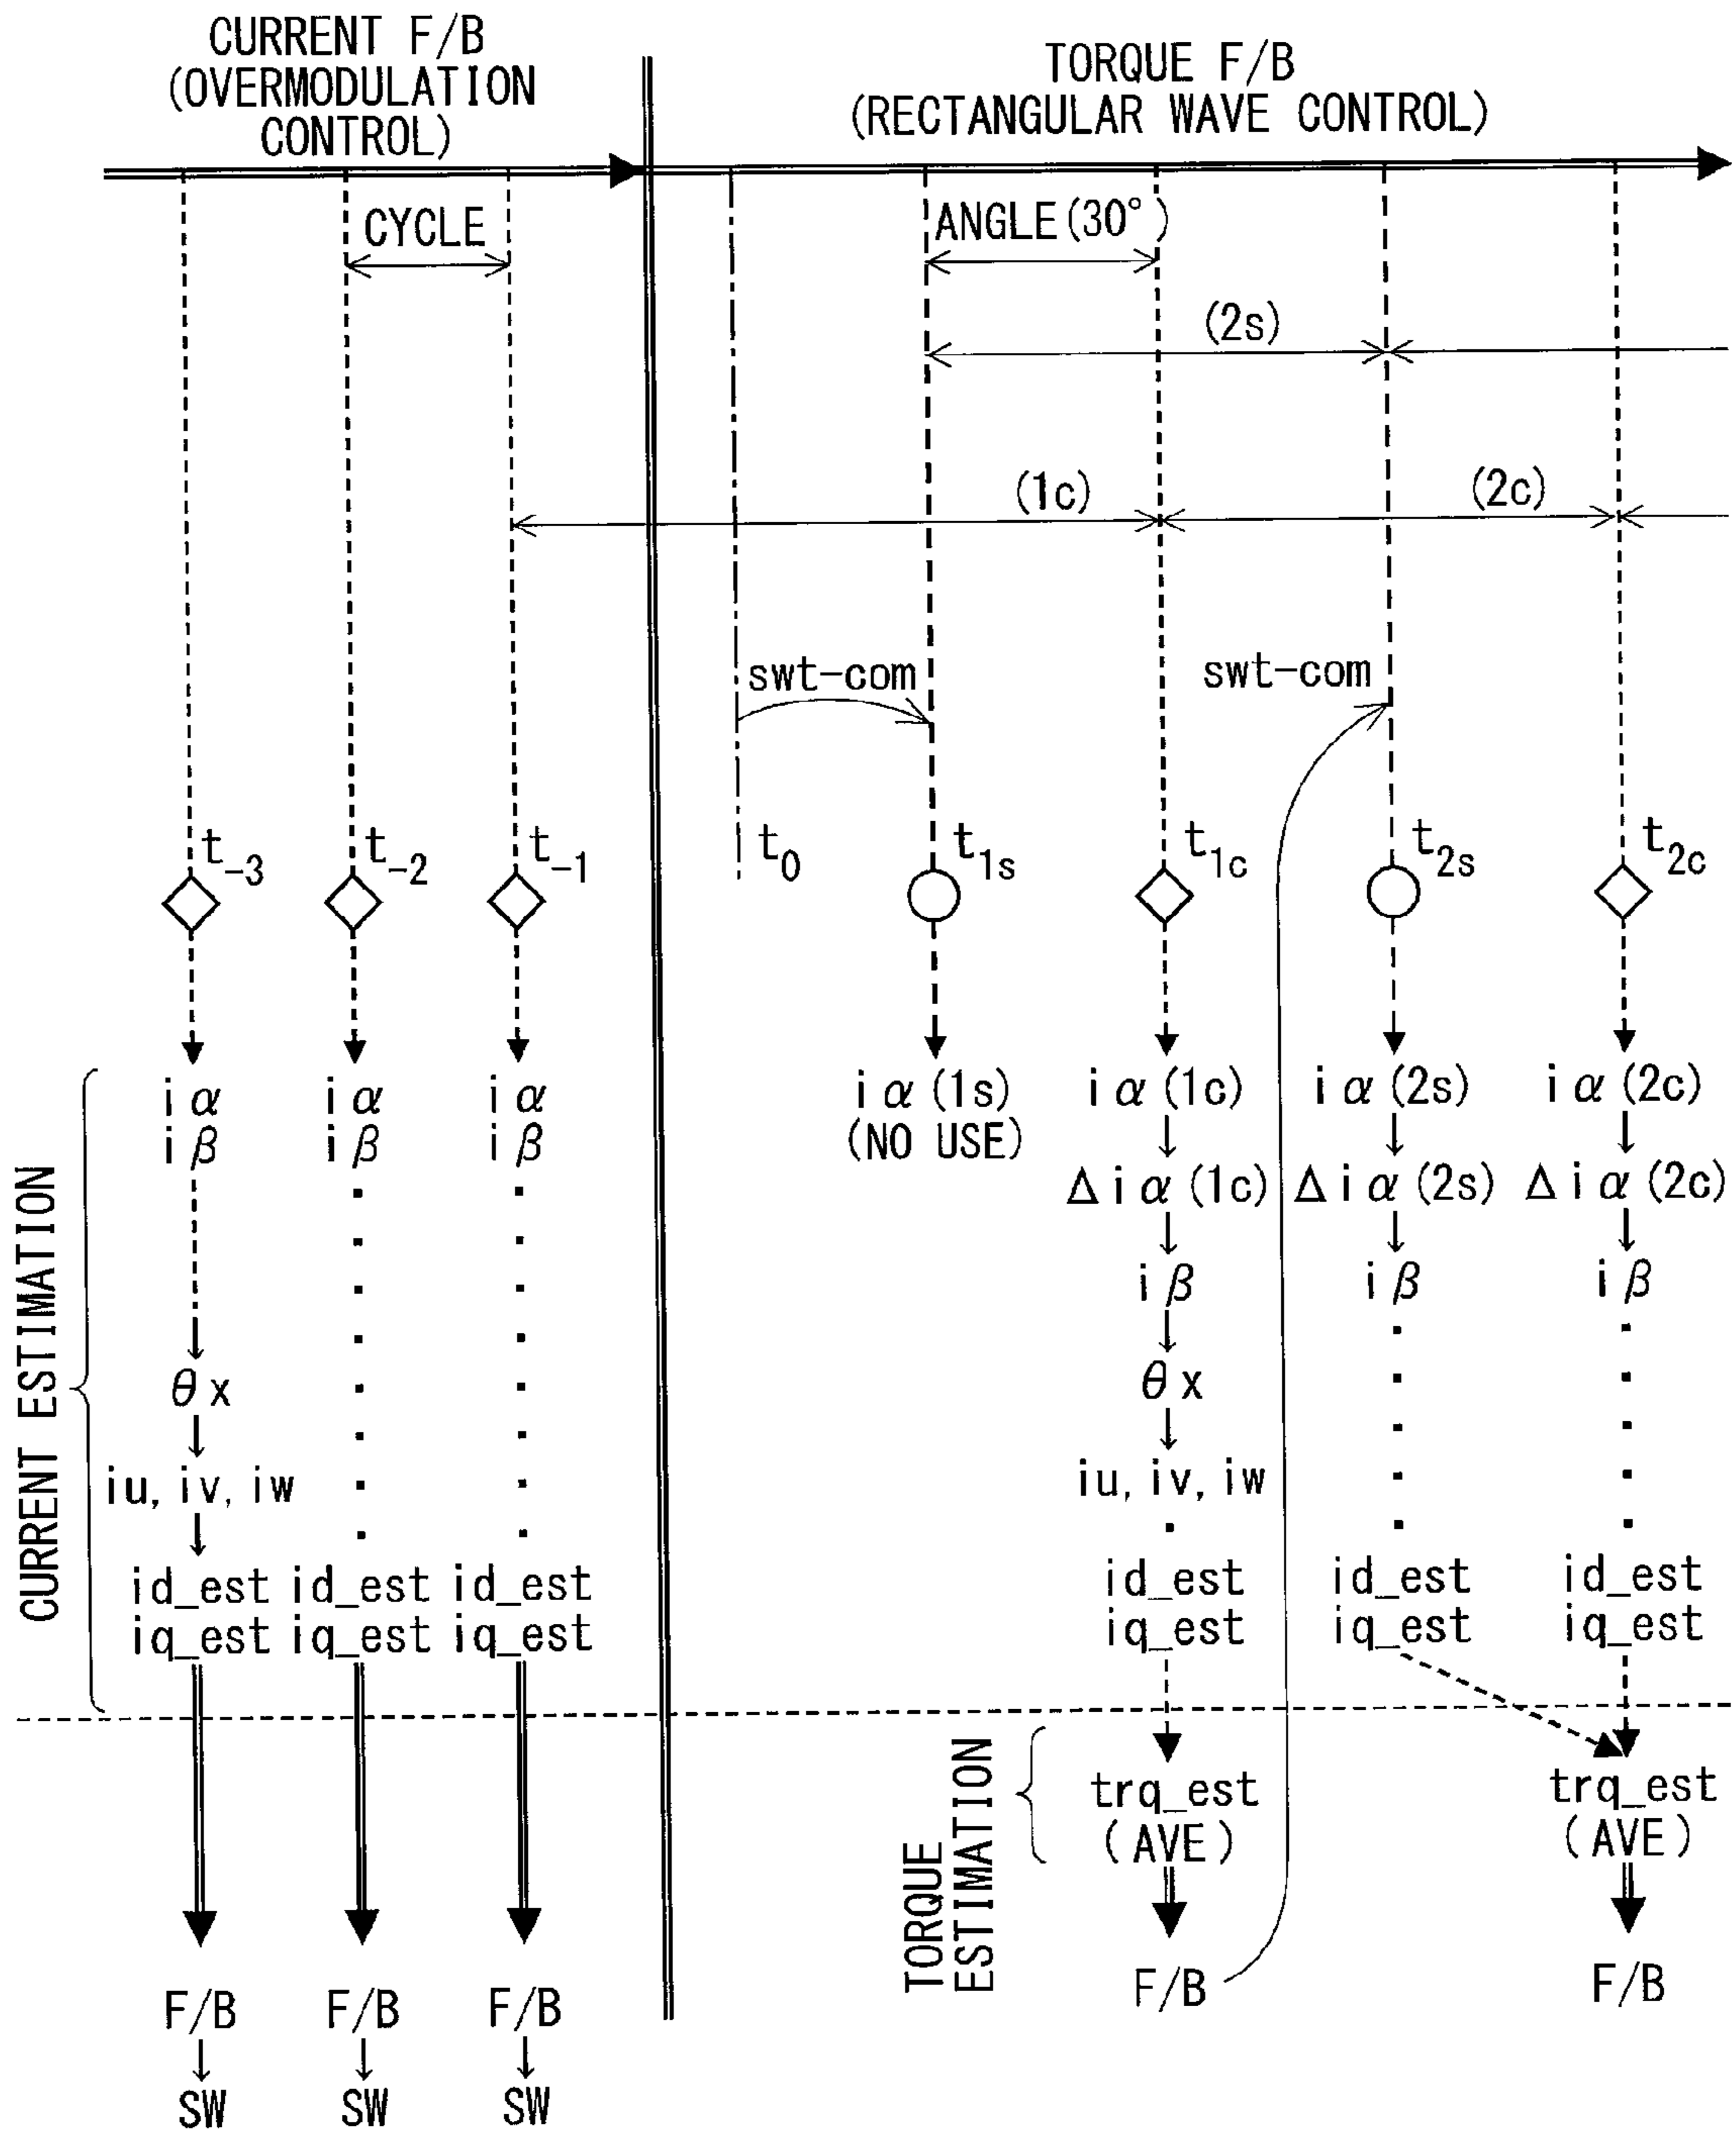 CURRENT F/B
(OVERMODULATION
CONTROL)
TORQUE F/B
(RECTANGULAR WAVE CONTROL)
CYCLE
ANGLE(30°)
(2s)
(1c)
(2c)
swt-com
swt-com
t-3
t-2
t-1
t0
t1s
t1c
t2s
t2c
CURRENT ESTIMATION
iα
iβ
iα
iβ
iα
iβ
iα(1s)
(NO USE)
iα(1c)
iα(2s)
iα(2c)
Δiα(1c)
Δiα(2s)
Δiα(2c)
iβ
iβ
iβ
θx
θx
iu, iv, iw
iu, iv, iw
id_est
iq_est
id_est
iq_est
id_est
iq_est
id_est
iq_est
id_est
iq_est
id_est
iq_est
TORQUE
ESTIMATION
trq_est
(AVE)
trq_est
(AVE)
F/B
F/B
F/B
F/B
F/B
SW
SW
SW